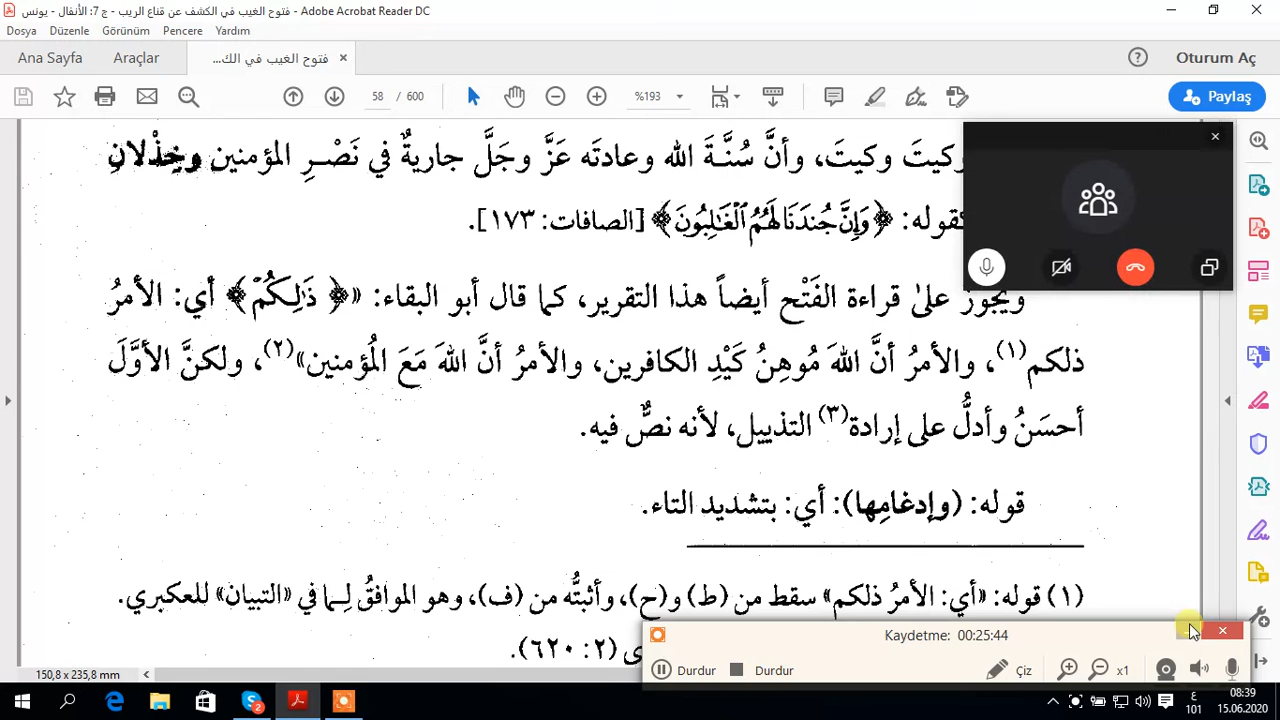 فتوح الغيب في الكشف عن قناع الريب - ج 7: الأنفال - يونس - Adobe Acrobat Reader DC
Dosya Düzenle Görünüm Pencere Yardım
Ana Sayfa Araçlar فتوح الغيب في الك... Oturum Aç
58 / 600 %193 Paylaş
وكيتَ وكيتَ، وأنَّ سُنَّةَ الله وعادتَه عَزَّ وجَلَّ جاريةٌ في نَصْرِ المؤمنين وخِذْلانِ
كقوله: ﴿وَإِنَّ جُندَنَا لَهُمُ ٱلْغَٰلِبُونَ﴾ [الصافات: ١٧٣].
ويجوز علىٰ قراءة الفَتْح أيضاً هذا التقرير، كما قال أبو البقاء: «﴿ ذَٰلِكُمْ ﴾ أي: الأمرُ
ذلكم(١)، والأمرُ أنَّ اللهَ مُوهِنُ كَيْدِ الكافرين، والأمرُ أنَّ اللهَ مَعَ المُؤمنين»(٢)، ولكنَّ الأوَّلَ
أحسَنُ وأدلُّ على إرادة(٣) التذييل، لأنه نصٌّ فيه.
قوله: (وإدغامِها): أي: بتشديد التاء.
(١) قوله: «أي: الأمرُ ذلكم» سقط من (ط) و(ح)، وأثبتُّه من (ف)، وهو الموافقُ لِما في «التبيان» للعكبري.
(٢: ٦٢٠).
Kaydetme: 00:25:44
Durdur Durdur Çiz x1
150,8 x 235,8 mm
ع 08:39
101 15.06.2020